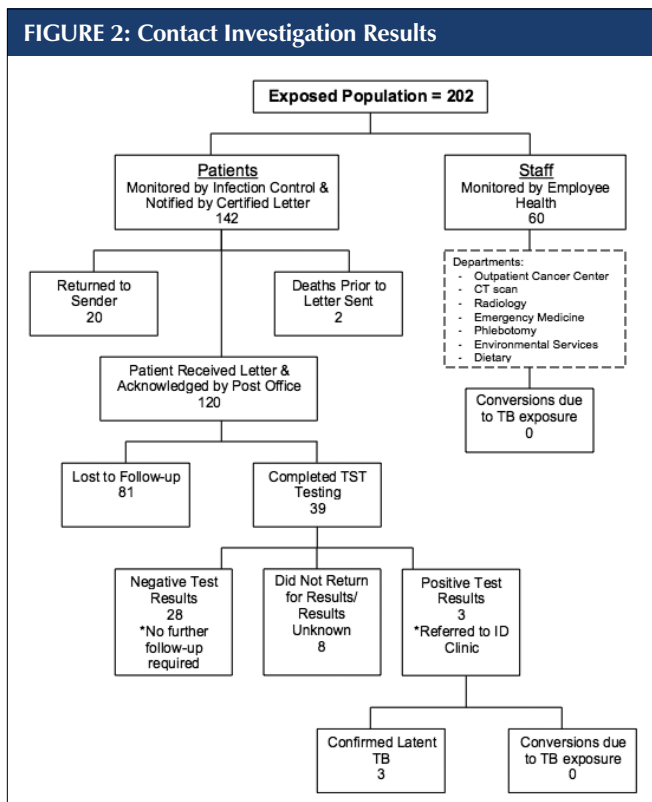 FIGURE 2: Contact Investigation Results
Exposed Population = 202
Patients
Monitored by Infection Control &
Notified by Certified Letter
142
Staff
Monitored by Employee
Health
60
Returned to
Sender
20
Deaths Prior to
Letter Sent
2
Departments:
- Outpatient Cancer Center
- CT scan
- Radiology
- Emergency Medicine
- Phlebotomy
- Environmental Services
- Dietary
Patient Received Letter &
Acknowledged by Post Office
120
Conversions due
to TB exposure
0
Lost to Follow-up
81
Completed TST
Testing
39
Negative Test
Results
28
*No further
follow-up
required
Did Not Return
for Results/
Results
Unknown
8
Positive Test
Results
3
*Referred to ID
Clinic
Confirmed Latent
TB
3
Conversions due
to TB exposure
0